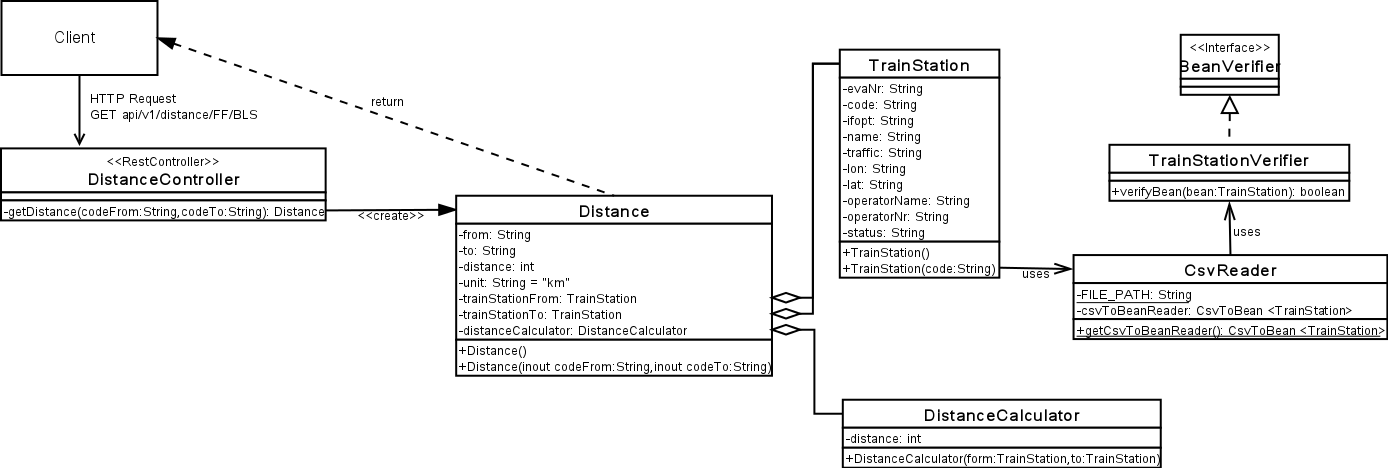 Client
HTTP Request
GET api/v1/distance/FF/BLS
return
<<RestController>>
DistanceController
-getDistance(codeFrom:String,codeTo:String): Distance
<<create>>
Distance
-from: String
-to: String
-distance: int
-unit: String = "km"
-trainStationFrom: TrainStation
-trainStationTo: TrainStation
-distanceCalculator: DistanceCalculator
+Distance()
+Distance(inout codeFrom:String,inout codeTo:String)
TrainStation
-evaNr: String
-code: String
-ifopt: String
-name: String
-traffic: String
-lon: String
-lat: String
-operatorName: String
-operatorNr: String
-status: String
+TrainStation()
+TrainStation(code:String)
uses
<<Interface>>
BeanVerifier
TrainStationVerifier
+verifyBean(bean:TrainStation): boolean
uses
CsvReader
-FILE_PATH: String
-csvToBeanReader: CsvToBean <TrainStation>
+getCsvToBeanReader(): CsvToBean <TrainStation>
DistanceCalculator
-distance: int
+DistanceCalculator(form:TrainStation,to:TrainStation)